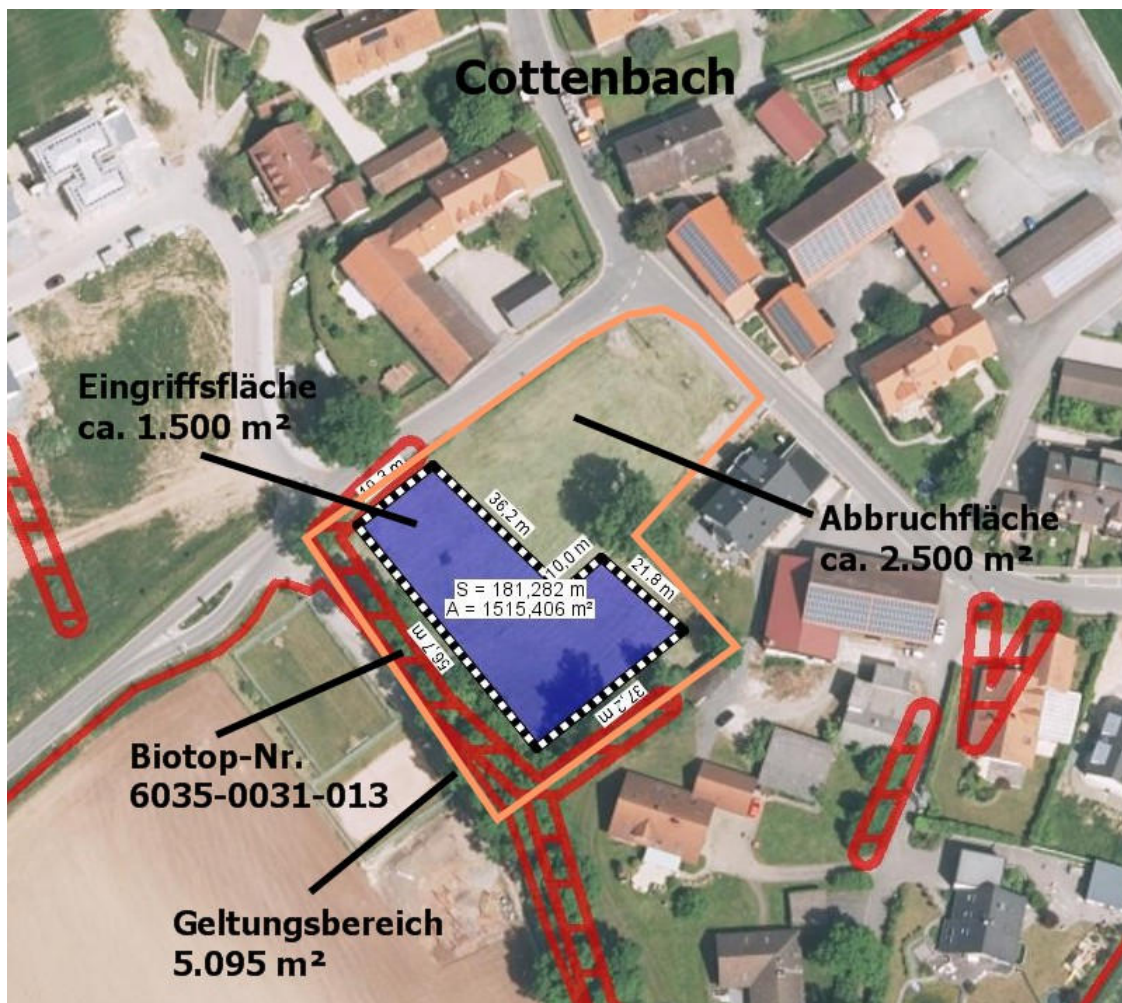 Cottenbach
Eingriffsfläche
ca. 1.500 m²
36,2 m
10,0 m
21,8 m
Abbruchfläche
ca. 2.500 m²
S = 181,282 m
A = 1515,406 m²
56,7 m
37,2 m
Biotop-Nr.
6035-0031-013
Geltungsbereich
5.095 m²